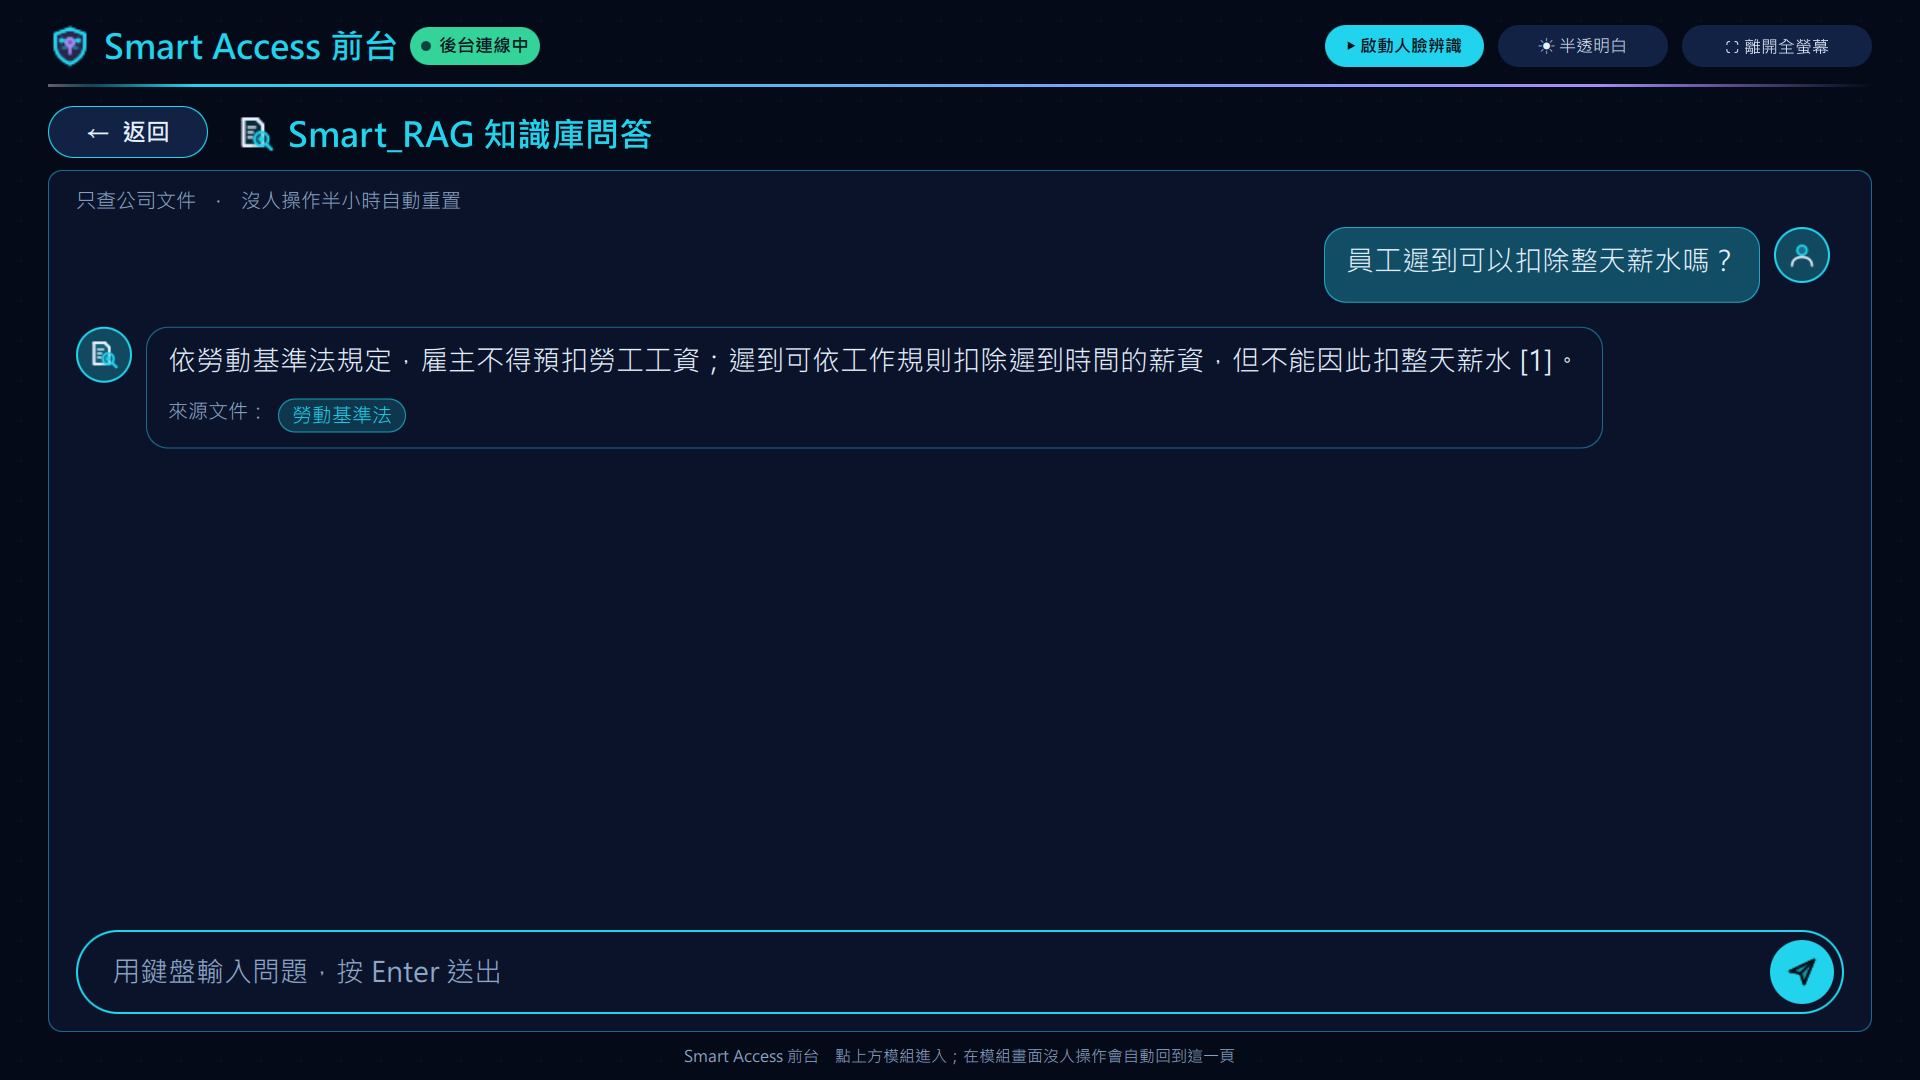 Smart Access 前台
● 後台連線中
▶ 啟動人臉辨識
☀ 半透明白
⛶ 離開全螢幕
← 返回
Smart_RAG 知識庫問答
只查公司文件 · 沒人操作半小時自動重置
員工遲到可以扣除整天薪水嗎？
依勞動基準法規定，雇主不得預扣勞工工資；遲到可依工作規則扣除遲到時間的薪資，但不能因此扣整天薪水 [1]。
來源文件： 勞動基準法
用鍵盤輸入問題，按 Enter 送出
Smart Access 前台　點上方模組進入；在模組畫面沒人操作會自動回到這一頁